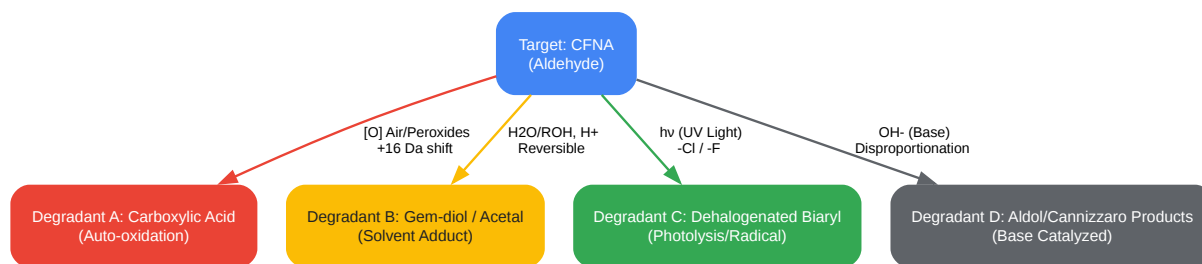 Target: CFNA
(Aldehyde)
[O] Air/Peroxides
+16 Da shift
H2O/ROH, H+
Reversible
hν (UV Light)
-Cl / -F
OH- (Base)
Disproportionation
Degradant A: Carboxylic Acid
(Auto-oxidation)
Degradant B: Gem-diol / Acetal
(Solvent Adduct)
Degradant C: Dehalogenated Biaryl
(Photolysis/Radical)
Degradant D: Aldol/Cannizzaro Products
(Base Catalyzed)